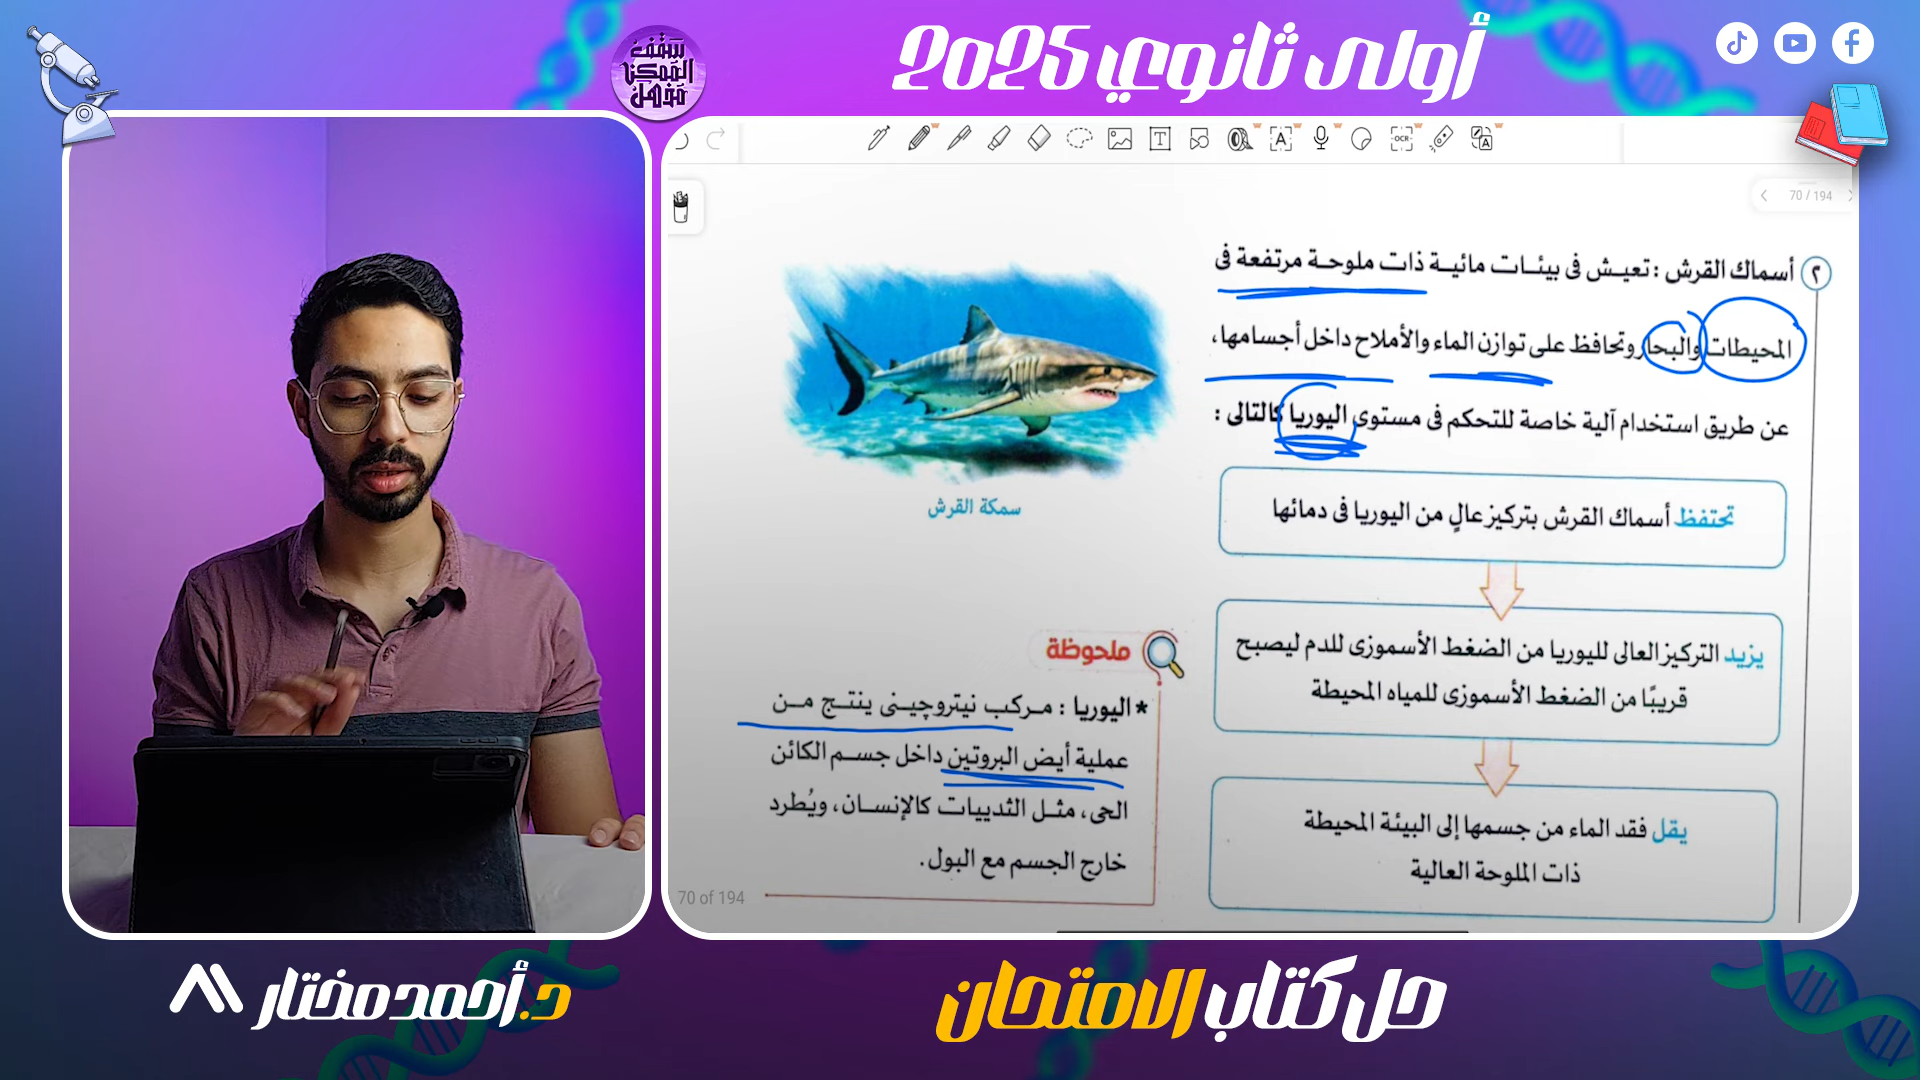 أولى ثانوي 2025
سقف
الممكن
مذهل
70 / 194
٢ أسماك القرش : تعيش فى بيئات مائية ذات ملوحة مرتفعة فى
المحيطات والبحار وتحافظ على توازن الماء والأملاح داخل أجسامها،
عن طريق استخدام آلية خاصة للتحكم فى مستوى اليوريا كالتالى :
سمكة القرش
تحتفظ أسماك القرش بتركيز عالٍ من اليوريا فى دمائها
يزيد التركيز العالى لليوريا من الضغط الأسموزى للدم ليصبح
قريبًا من الضغط الأسموزى للمياه المحيطة
يقل فقد الماء من جسمها إلى البيئة المحيطة
ذات الملوحة العالية
ملحوظة
* اليوريا : مركب نيتروچينى ينتج من
عملية أيض البروتين داخل جسم الكائن
الحى، مثل الثدييات كالإنسان، ويُطرد
خارج الجسم مع البول.
70 of 194
OCR
T
A
A
حل كتاب الامتحان
د.أحمد مختار